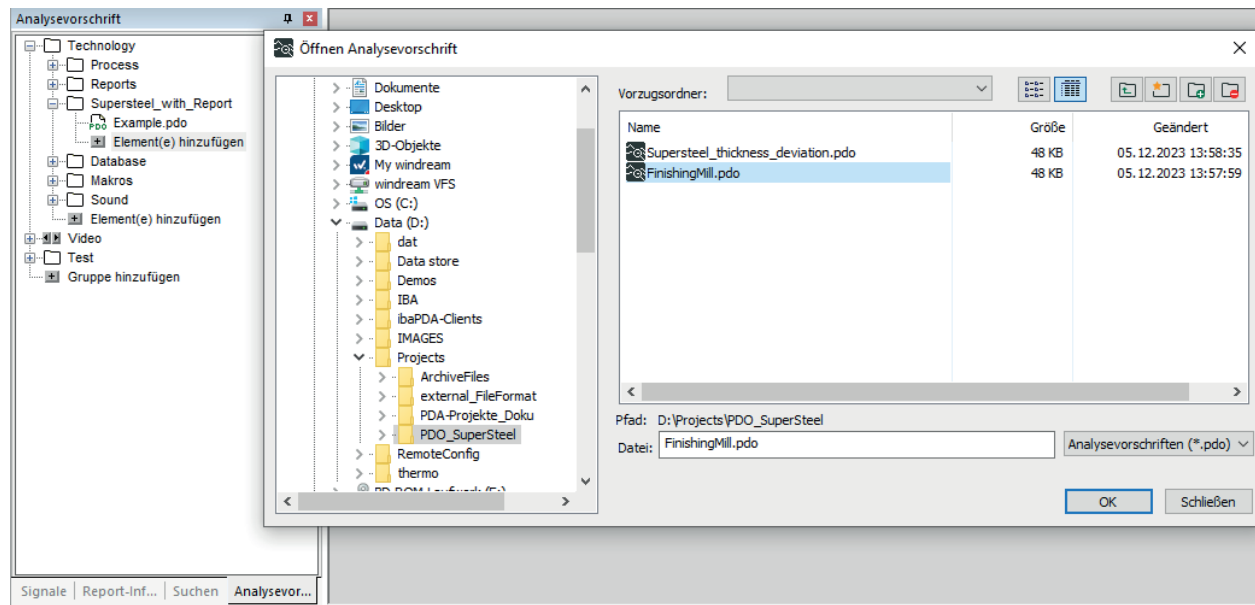 Analysevorschrift
Technology
Process
Reports
Supersteel_with_Report
Example.pdo
Element(e) hinzufügen
Database
Makros
Sound
Element(e) hinzufügen
Video
Test
Gruppe hinzufügen
Signale
Report-Inf...
Suchen
Analysevor...
Öffnen Analysevorschrift
Dokumente
Desktop
Bilder
3D-Objekte
My windream
windream VFS
OS (C:)
Data (D:)
dat
Data store
Demos
IBA
ibaPDA-Clients
IMAGES
Projects
ArchiveFiles
external_FileFormat
PDA-Projekte_Doku
PDO_SuperSteel
RemoteConfig
thermo
Vorzugsordner:
Name Größe Geändert
Supersteel_thickness_deviation.pdo 48 KB 05.12.2023 13:58:35
FinishingMill.pdo 48 KB 05.12.2023 13:57:59
Pfad: D:\Projects\PDO_SuperSteel
Datei: FinishingMill.pdo Analysevorschriften (*.pdo)
OK Schließen